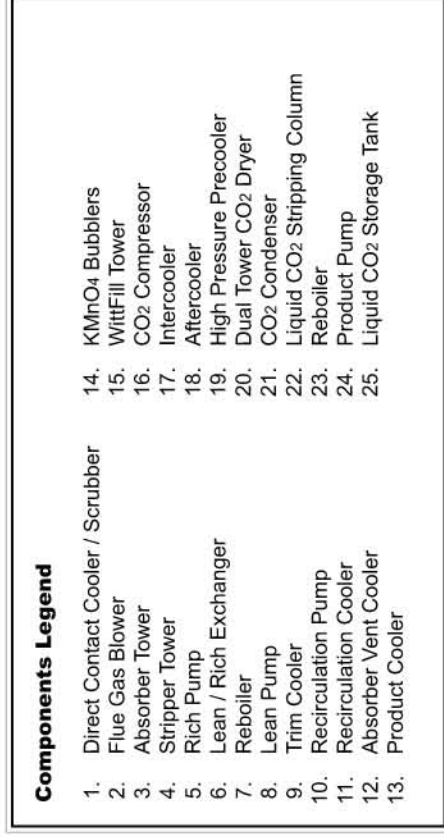 Components Legend
1. Direct Contact Cooler / Scrubber
2. Flue Gas Blower
3. Absorber Tower
4. Stripper Tower
5. Rich Pump
6. Lean / Rich Exchanger
7. Reboiler
8. Lean Pump
9. Trim Cooler
10. Recirculation Pump
11. Recirculation Cooler
12. Absorber Vent Cooler
13. Product Cooler
14. KMnO4 Bubblers
15. WittFill Tower
16. CO2 Compressor
17. Intercooler
18. Aftercooler
19. High Pressure Precooler
20. Dual Tower CO2 Dryer
21. CO2 Condenser
22. Liquid CO2 Stripping Column
23. Reboiler
24. Product Pump
25. Liquid CO2 Storage Tank